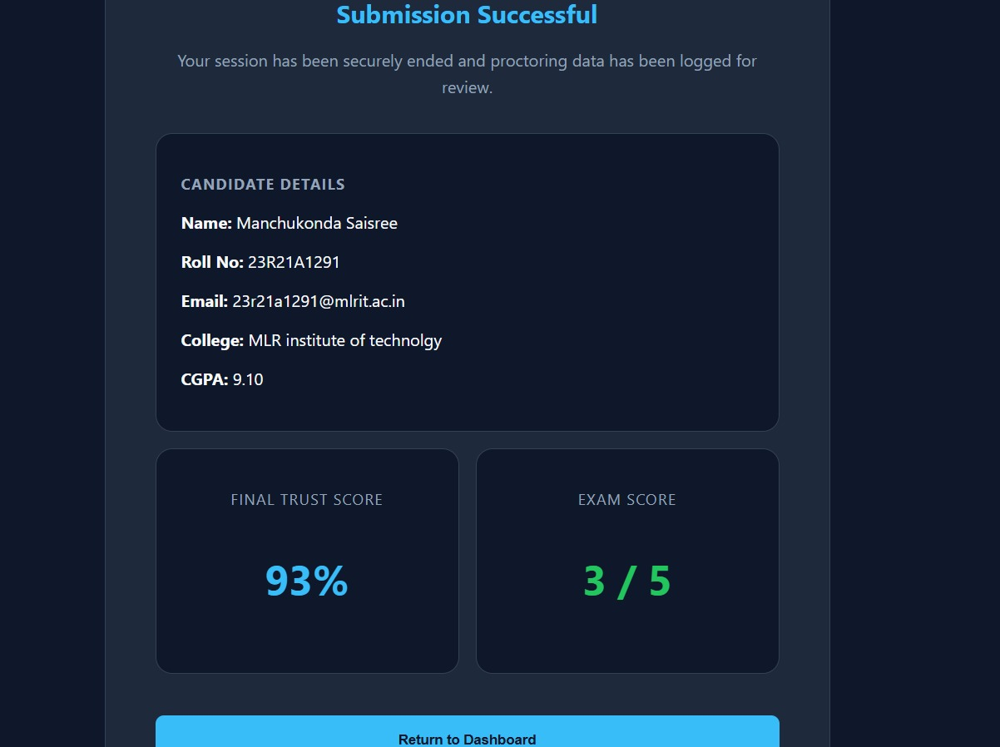 Submission Successful
Your session has been securely ended and proctoring data has been logged for
review.
CANDIDATE DETAILS
Name: Manchukonda Saisree
Roll No: 23R21A1291
Email: 23r21a1291@mlrit.ac.in
College: MLR institute of technolgy
CGPA: 9.10
FINAL TRUST SCORE
93%
EXAM SCORE
3 / 5
Return to Dashboard